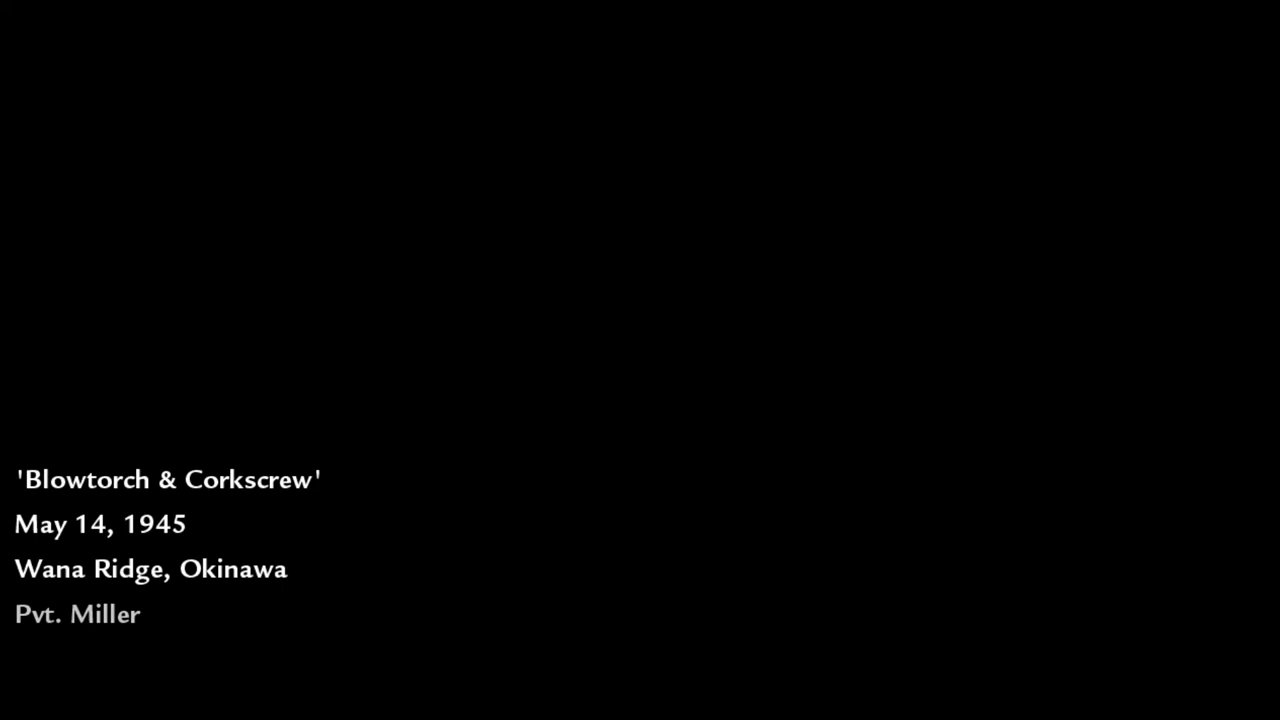 'Blowtorch & Corkscrew'
May 14, 1945
Wana Ridge, Okinawa
Pvt. Miller